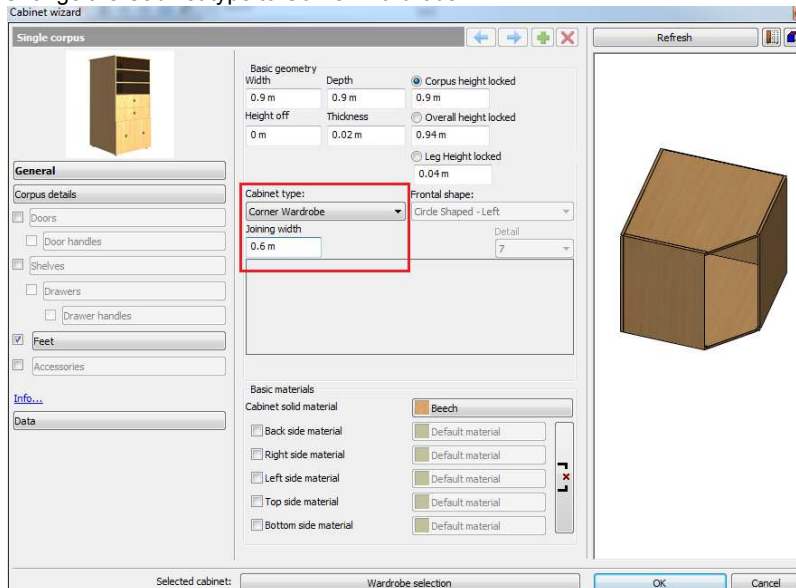 Cabinet wizard
Single corpus
Refresh
Basic geometry
Width Depth Corpus height locked
0.9 m 0.9 m 0.9 m
Height off Thickness Overall height locked
0 m 0.02 m 0.94 m
Leg Height locked
0.04 m
General
Corpus details
Doors
Door handles
Shelves
Drawers
Drawer handles
Feet
Accessories
Info...
Data
Cabinet type: Frontal shape:
Corner Wardrobe Circle Shaped - Left
Joining width Detail
0.6 m 7
Basic materials
Cabinet solid material Beech
Back side material Default material
Right side material Default material
Left side material Default material
Top side material Default material
Bottom side material Default material
Selected cabinet: Wardrobe selection OK Cancel